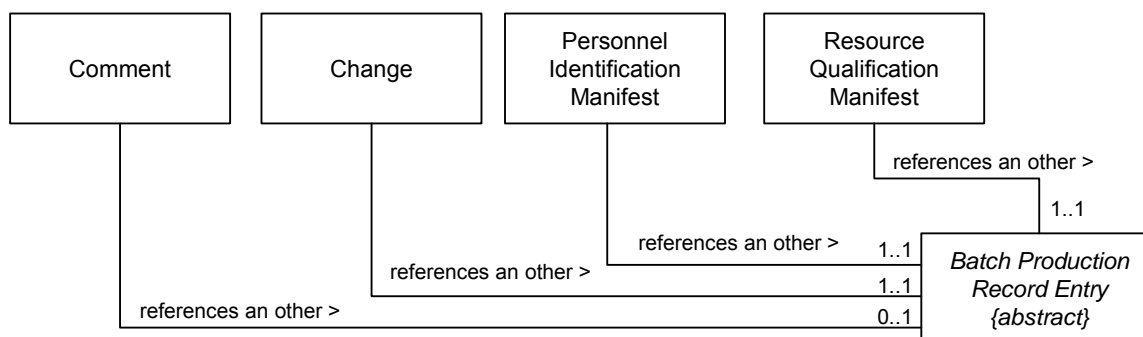 Comment
Change
Personnel
Identification
Manifest
Resource
Qualification
Manifest
references an other >
1..1
references an other >
1..1
references an other >
1..1
references an other >
0..1
Batch Production
Record Entry
{abstract}